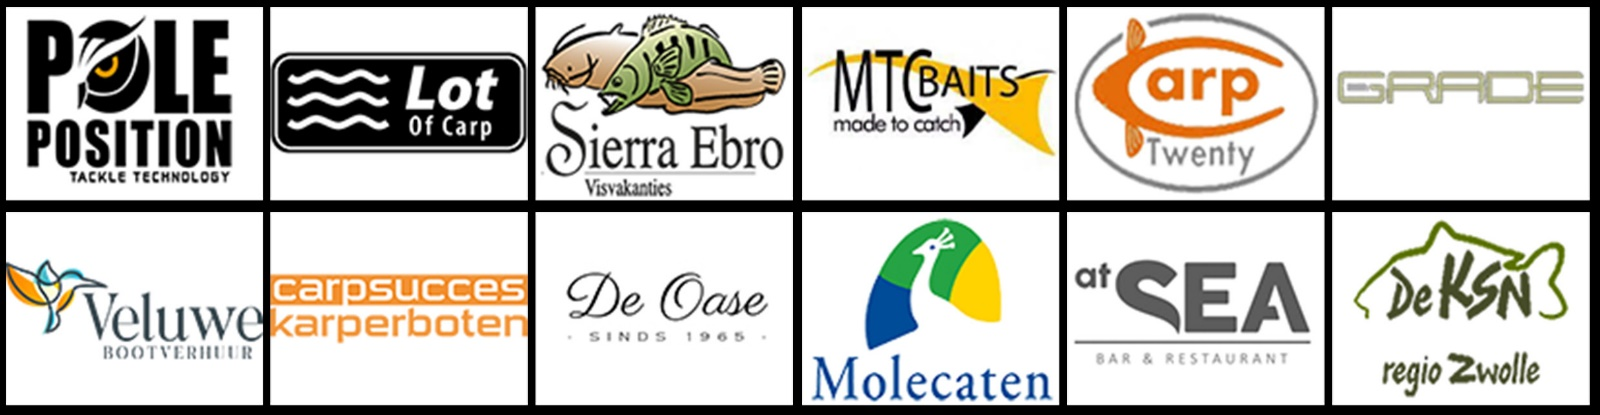 POLE
POSITION
TACKLE TECHNOLOGY
Lot
Of Carp
Sierra Ebro
Visvakanties
MTC BAITS
made to catch
Carp
Twenty
GRADE
Veluwe
BOOTVERHUUR
carpsucces
karperboten
De Oase
- SINDS 1965 -
Molecaten
at SEA
BAR & RESTAURANT
De KSN
regio Zwolle